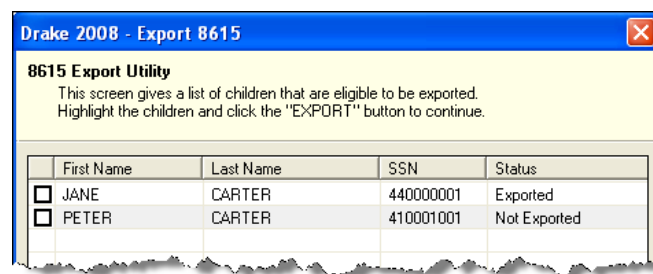 Drake 2008 - Export 8615
8615 Export Utility
This screen gives a list of children that are eligible to be exported.
Highlight the children and click the "EXPORT" button to continue.
First Name Last Name SSN Status
JANE CARTER 440000001 Exported
PETER CARTER 410001001 Not Exported